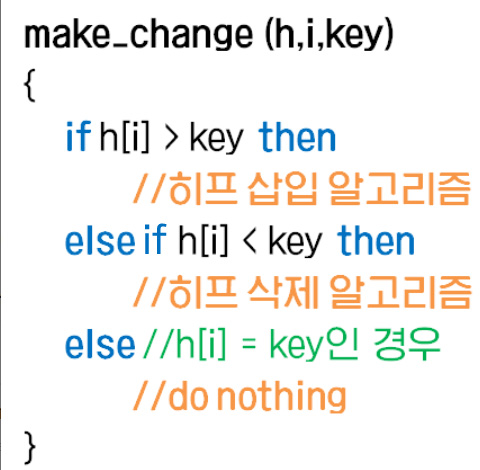 make_change (h,i,key)
{
if h[i] > key then
//히프 삽입 알고리즘
else if h[i] < key then
//히프 삭제 알고리즘
else //h[i] = key인 경우
//do nothing
}